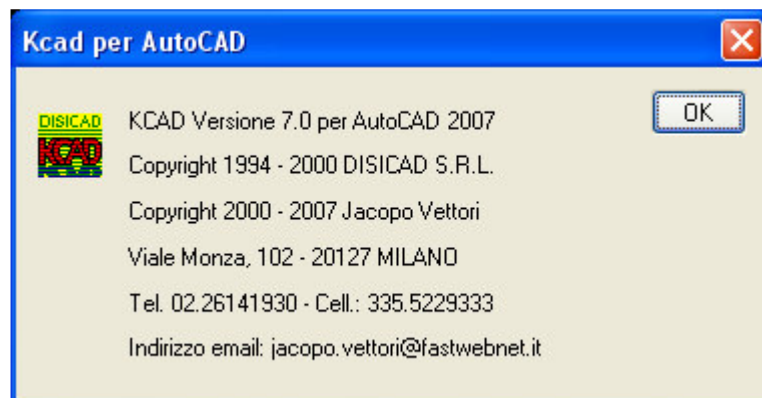 Kcad per AutoCAD
OK
DISICAD
KCAD
KCAD Versione 7.0 per AutoCAD 2007
Copyright 1994 - 2000 DISICAD S.R.L.
Copyright 2000 - 2007 Jacopo Vettori
Viale Monza, 102 - 20127 MILANO
Tel. 02.26141930 - Cell.: 335.5229333
Indirizzo email: jacopo.vettori@fastwebnet.it